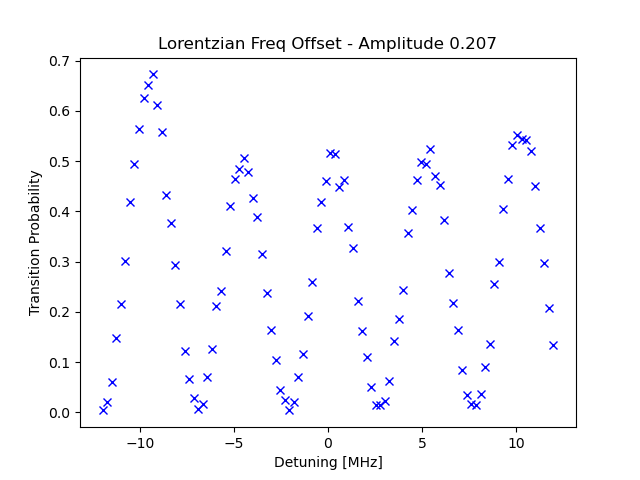 Lorentzian Freq Offset - Amplitude 0.207
Transition Probability
0.7
0.6
0.5
0.4
0.3
0.2
0.1
0.0
−10 −5 0 5 10
Detuning [MHz]